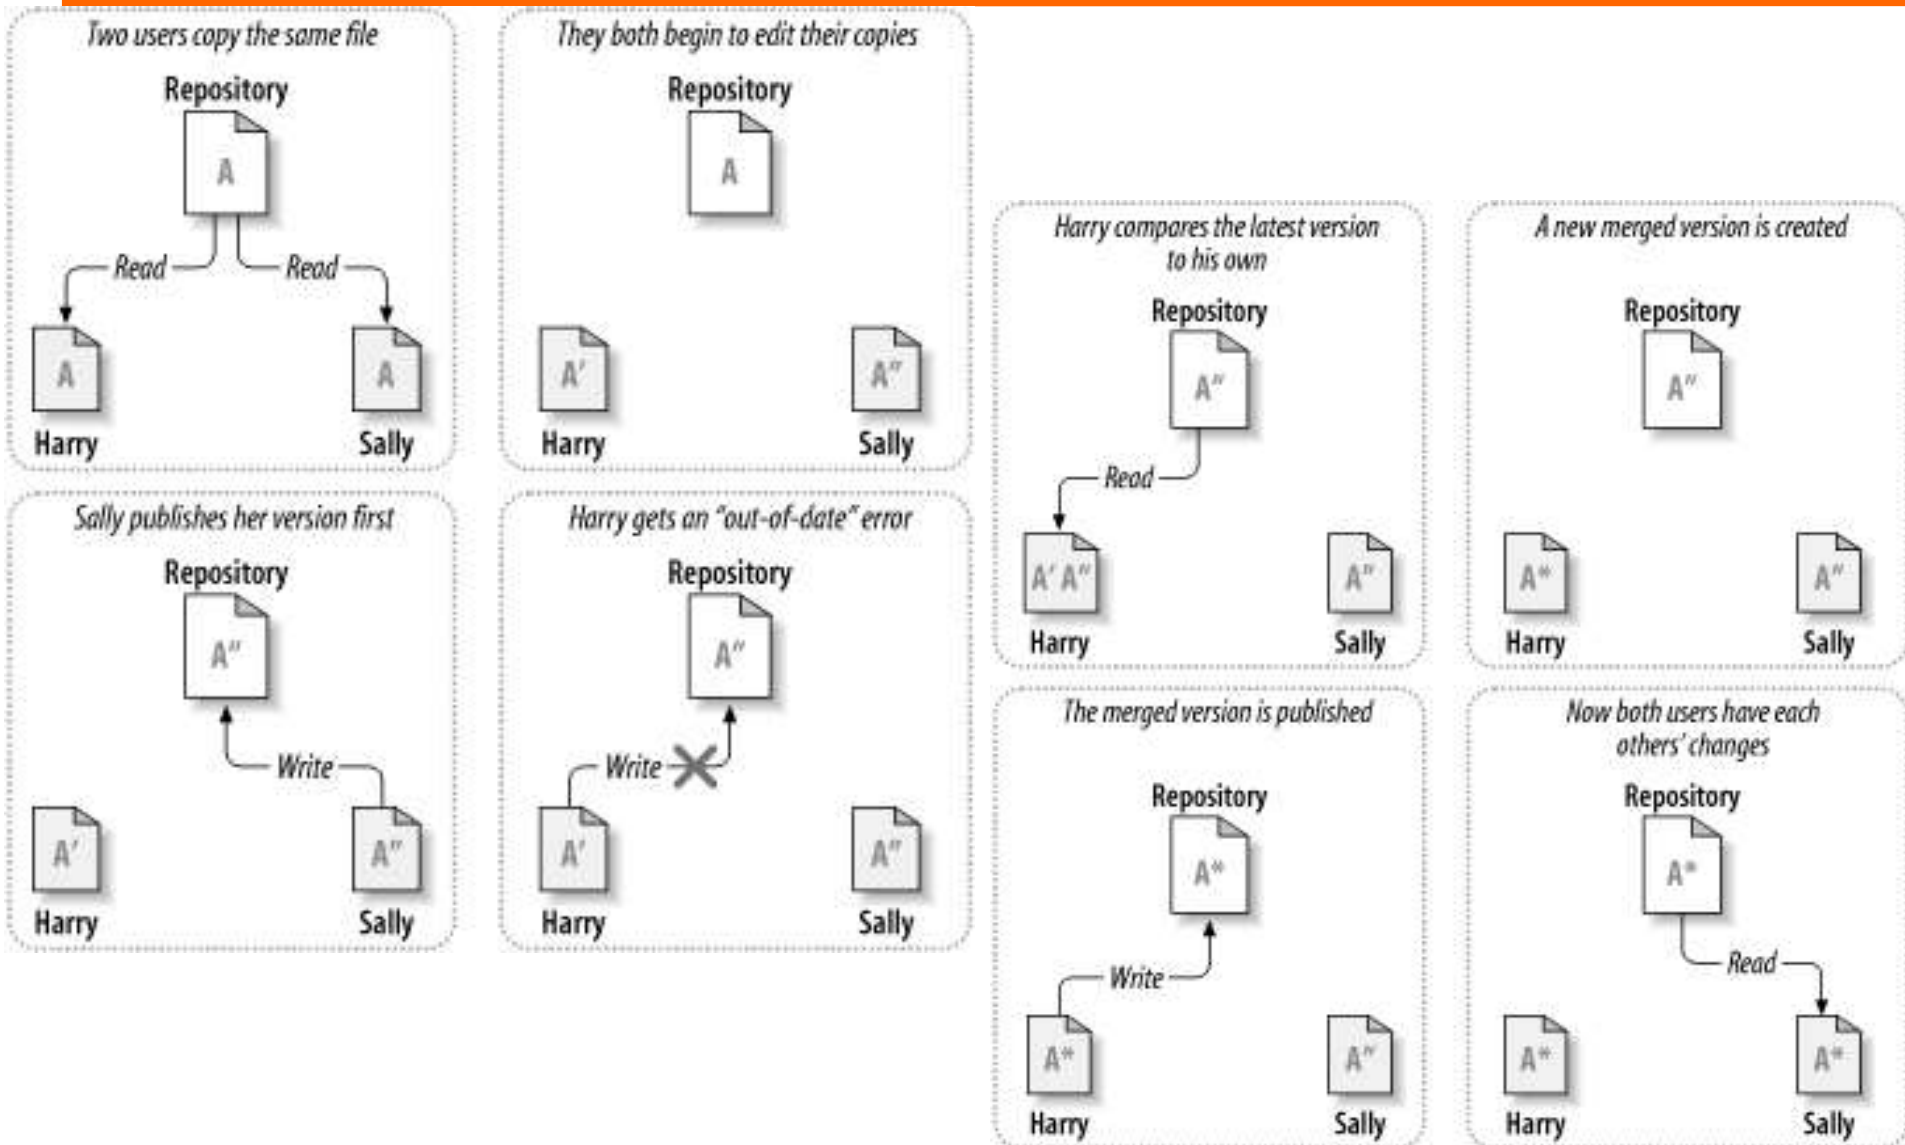 Two users copy the same file
Repository
A
Read
Read
A
A
Harry
Sally
They both begin to edit their copies
Repository
A
A'
A"
Harry
Sally
Sally publishes her version first
Repository
A"
Write
A'
A"
Harry
Sally
Harry gets an “out-of-date” error
Repository
A"
Write
A'
A"
Harry
Sally
Harry compares the latest version
to his own
Repository
A"
Read
A' A"
A"
Harry
Sally
A new merged version is created
Repository
A"
A*
A"
Harry
Sally
The merged version is published
Repository
A*
Write
A*
A"
Harry
Sally
Now both users have each
others' changes
Repository
A*
Read
A*
A*
Harry
Sally